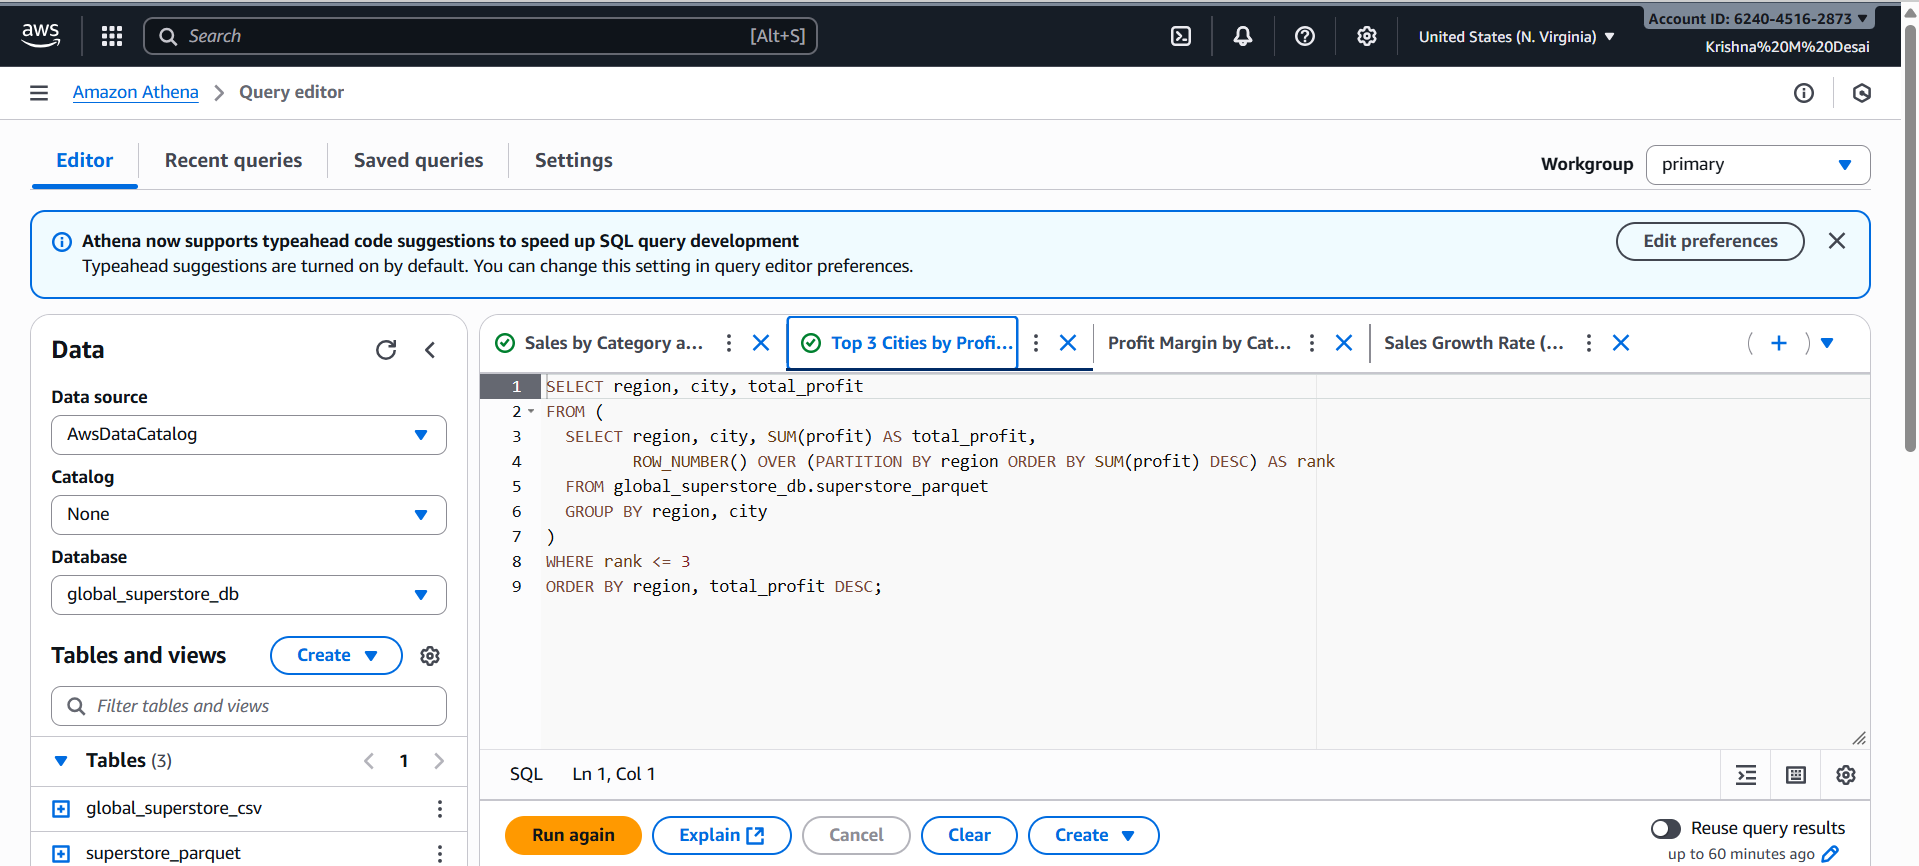 aws
Search [Alt+S]
United States (N. Virginia)
Account ID: 6240-4516-2873
Krishna%20M%20Desai
Amazon Athena > Query editor
Editor
Recent queries
Saved queries
Settings
Workgroup
primary
Athena now supports typeahead code suggestions to speed up SQL query development
Typeahead suggestions are turned on by default. You can change this setting in query editor preferences.
Edit preferences
Data
Data source
AwsDataCatalog
Catalog
None
Database
global_superstore_db
Tables and views
Create
Filter tables and views
Tables (3)
1
global_superstore_csv
superstore_parquet
Sales by Category a...
Top 3 Cities by Profi...
Profit Margin by Cat...
Sales Growth Rate (...
1 SELECT region, city, total_profit
2 FROM (
3 SELECT region, city, SUM(profit) AS total_profit,
4 ROW_NUMBER() OVER (PARTITION BY region ORDER BY SUM(profit) DESC) AS rank
5 FROM global_superstore_db.superstore_parquet
6 GROUP BY region, city
7 )
8 WHERE rank <= 3
9 ORDER BY region, total_profit DESC;
SQL Ln 1, Col 1
Run again
Explain
Cancel
Clear
Create
Reuse query results
up to 60 minutes ago